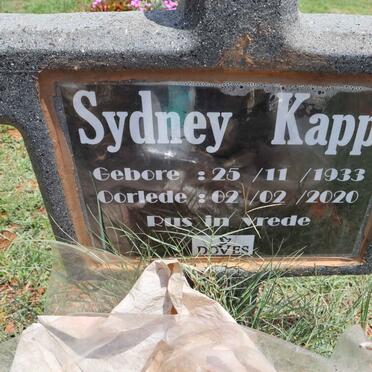 Sydney Kapp
Gebore : 25 / 11 / 1933
Oorlede : 02 / 02 / 2020
Rus in vrede
DOVES